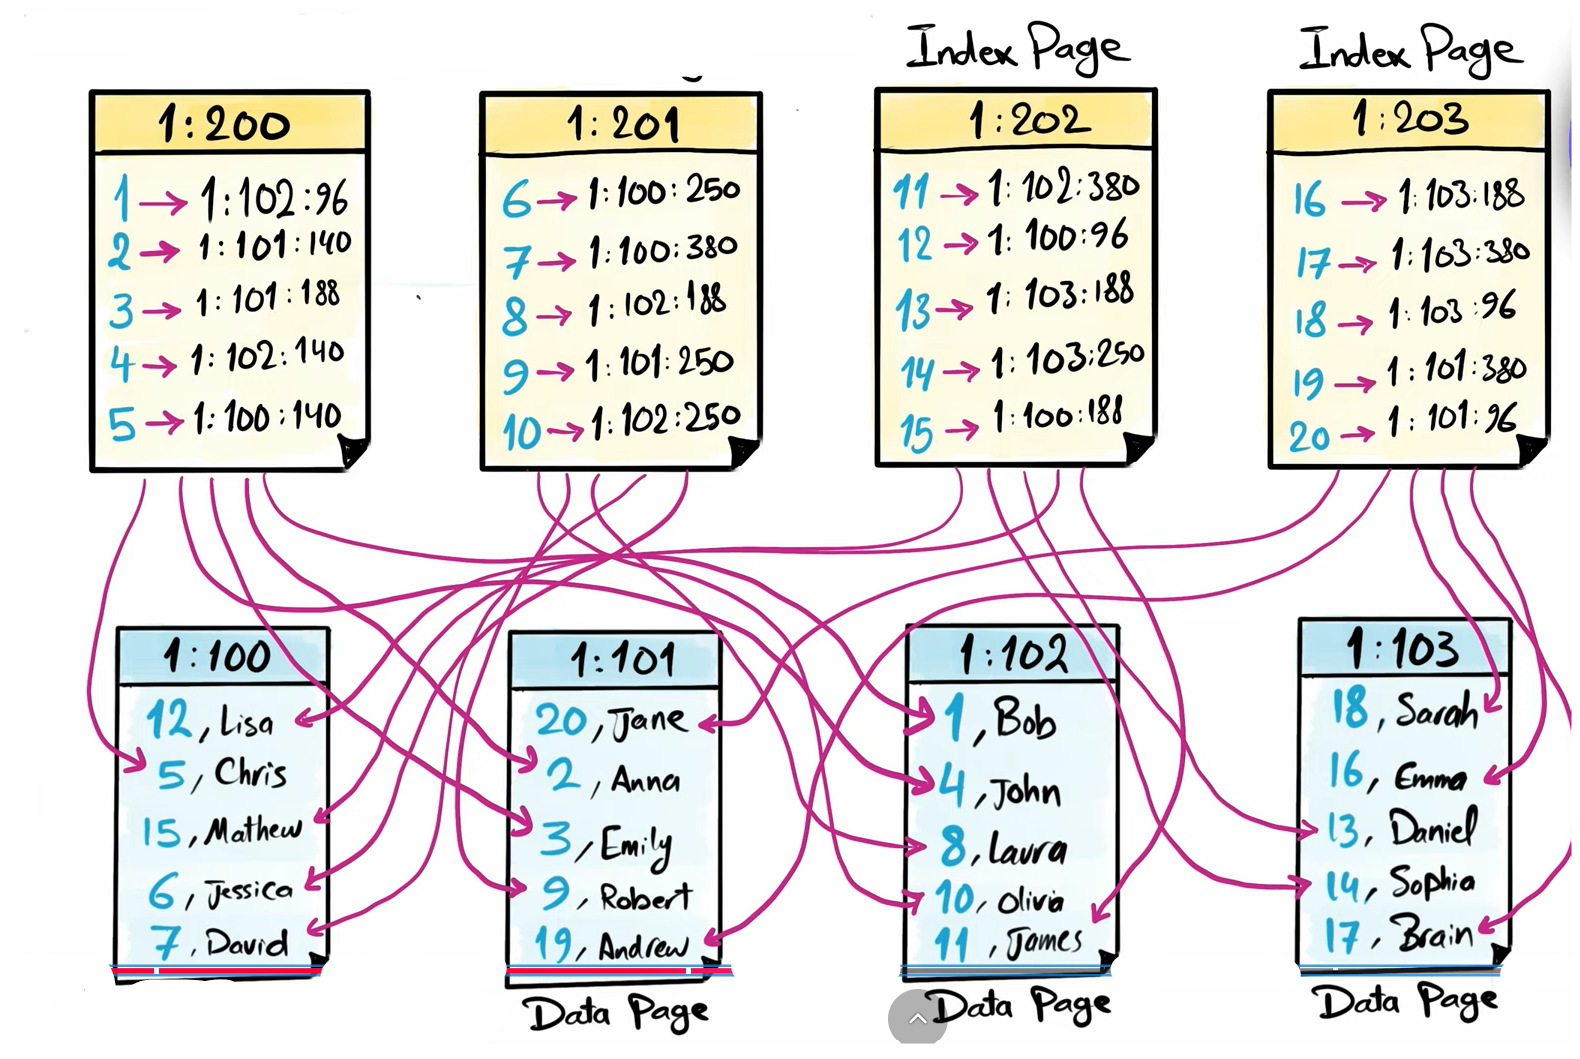 Index Page
Index Page
1:200
1 → 1:102:96
2 → 1:101:140
3 → 1:101:188
4 → 1:102:140
5 → 1:100:140
1:201
6 → 1:100:250
7 → 1:100:380
8 → 1:102:188
9 → 1:101:250
10 → 1:102:250
1:202
11 → 1:102:380
12 → 1:100:96
13 → 1:103:188
14 → 1:103:250
15 → 1:100:188
1:203
16 → 1:103:188
17 → 1:103:380
18 → 1:103:96
19 → 1:101:380
20 → 1:101:96
1:100
12, Lisa
5, Chris
15, Mathew
6, Jessica
7, David
1:101
20, Jane
2, Anna
3, Emily
9, Robert
19, Andrew
Data Page
1:102
1, Bob
4, John
8, Laura
10, Olivia
11, James
Data Page
1:103
18, Sarah
16, Emma
13, Daniel
14, Sophia
17, Brain
Data Page